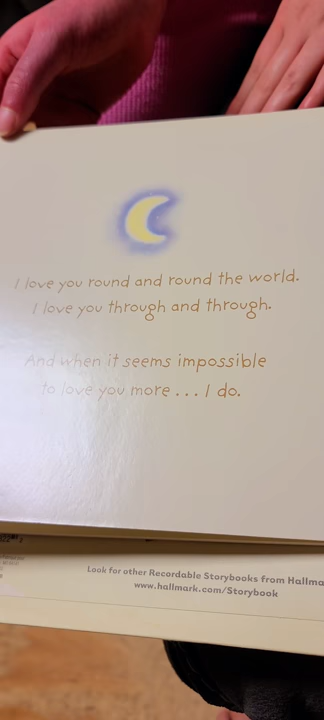 I love you round and round the world.
I love you through and through.
And when it seems impossible
to love you more . . . I do.
Look for other Recordable Storybooks from Hallma
www.hallmark.com/Storybook